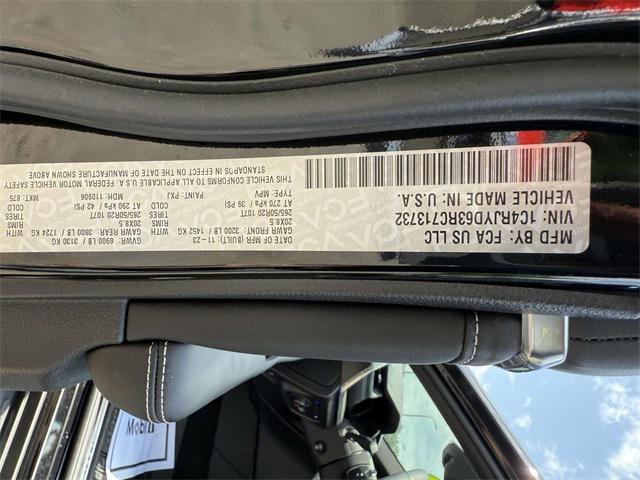 MFD BY: FCA US LLC
VIN: 1C4RJYD63RC713732
VEHICLE MADE IN: U.S.A.
DATE OF MFR (BUILT): 11-23
GVWR: 6900 LB / 3130 KG
GAWR FRONT: 3200 LB / 1452 KG
GAWR REAR: 3800 LB / 1724 KG
20X8.5 RIMS
20X8.5 RIMS
265/50R20 107T TIRES
265/50R20 107T TIRES
AT 270 kPa/ 39 PSI COLD
AT 290 kPa/ 42 PSI COLD
TYPE: MPV
MDH: 110906
M#: 875
PAINT: PXJ
THIS VEHICLE CONFORMS TO ALL APPLICABLE U.S.A. FEDERAL MOTOR VEHICLE SAFETY
STANDARDS IN EFFECT ON THE DATE OF MANUFACTURE SHOWN ABOVE